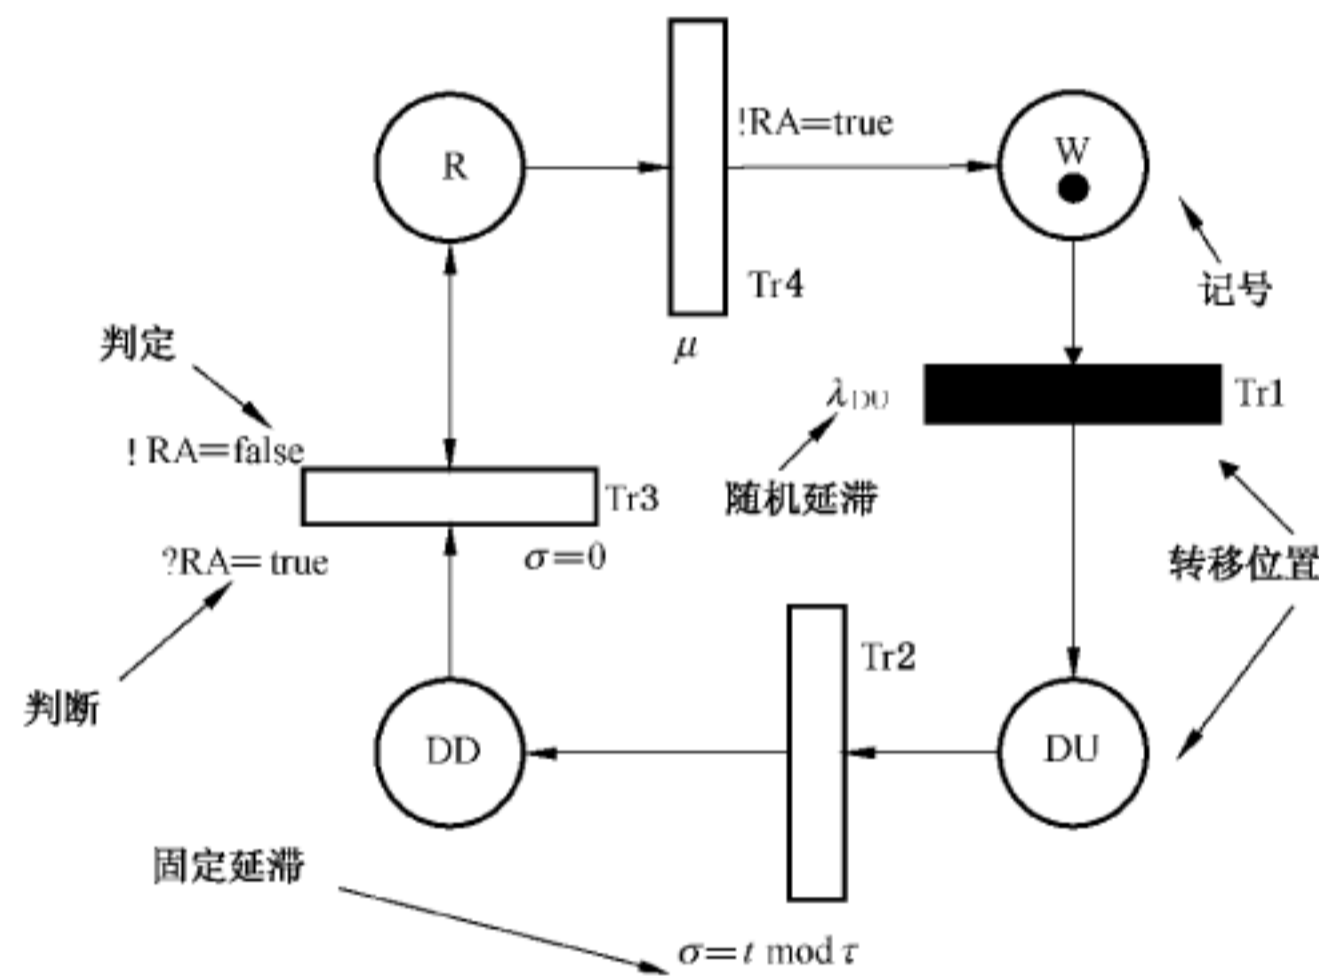 !RA=true
R
W
Tr4
记号
μ
判定
λDU
Tr1
! RA=false
Tr3
随机延滞
?RA= true
σ=0
转移位置
Tr2
判断
DD
DU
固定延滞
σ=t mod τ